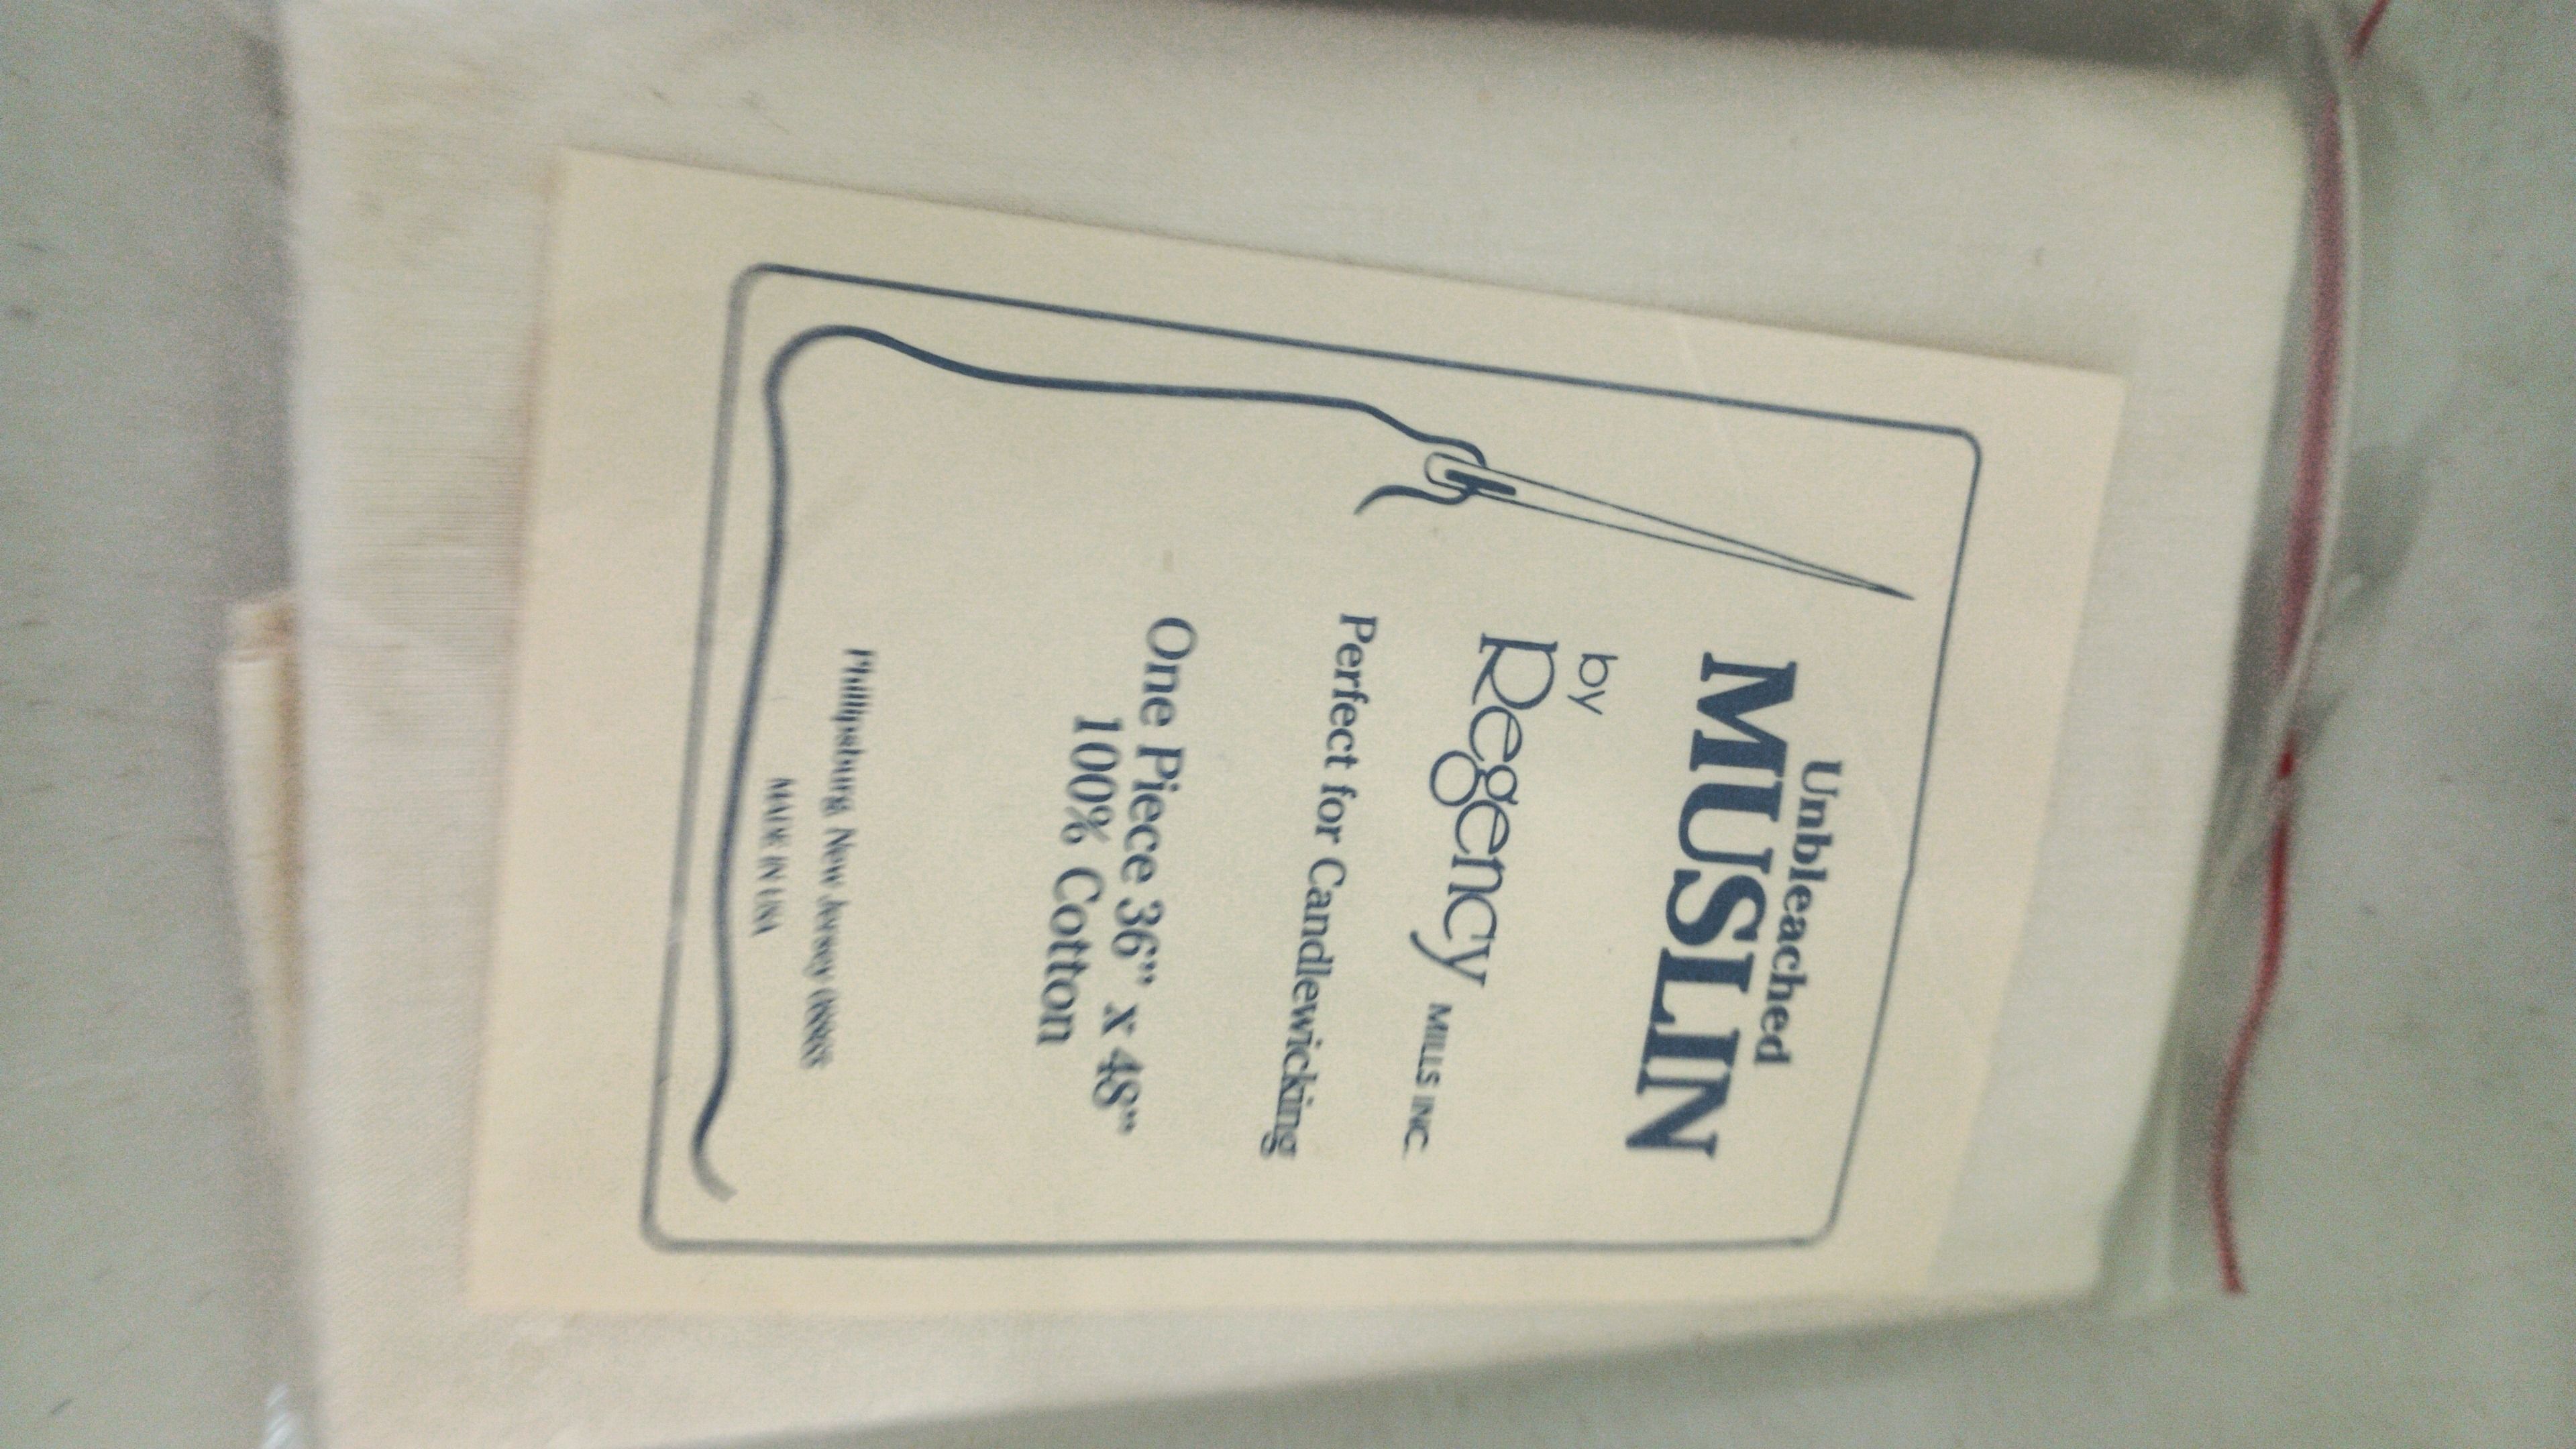 Unbleached
MUSLIN
by
Regency MILLS INC.
Perfect for Candlewicking
One Piece 36" x 48"
100% Cotton
Phillipsburg, New Jersey 08865
MADE IN USA